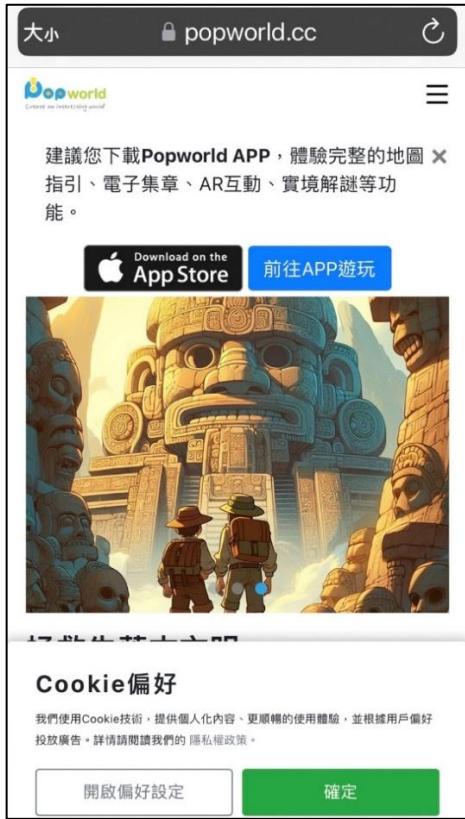 大小 popworld.cc
Popworld
Create an interesting world
建議您下載Popworld APP，體驗完整的地圖
指引、電子集章、AR互動、實境解謎等功
能。
Download on the
App Store
前往APP遊玩
Cookie偏好
我們使用Cookie技術，提供個人化內容、更順暢的使用體驗，並根據用戶偏好
投放廣告。詳情請閱讀我們的 隱私權政策。
開啟偏好設定
確定